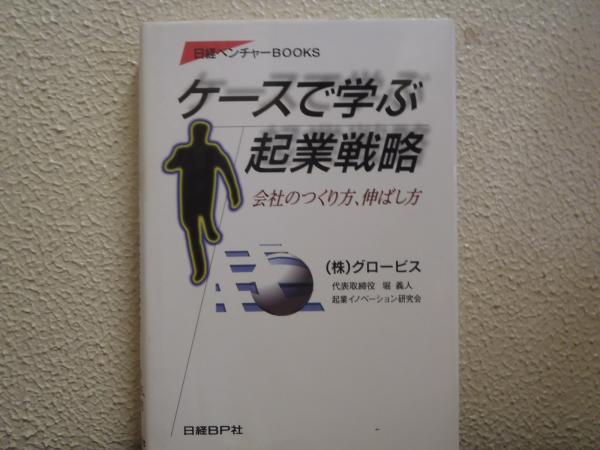 日経ベンチャーBOOKS
ケースで学ぶ
起業戦略
会社のつくり方、伸ばし方
(株)グロービス
代表取締役 堀 義人
起業イノベーション研究会
日経BP社